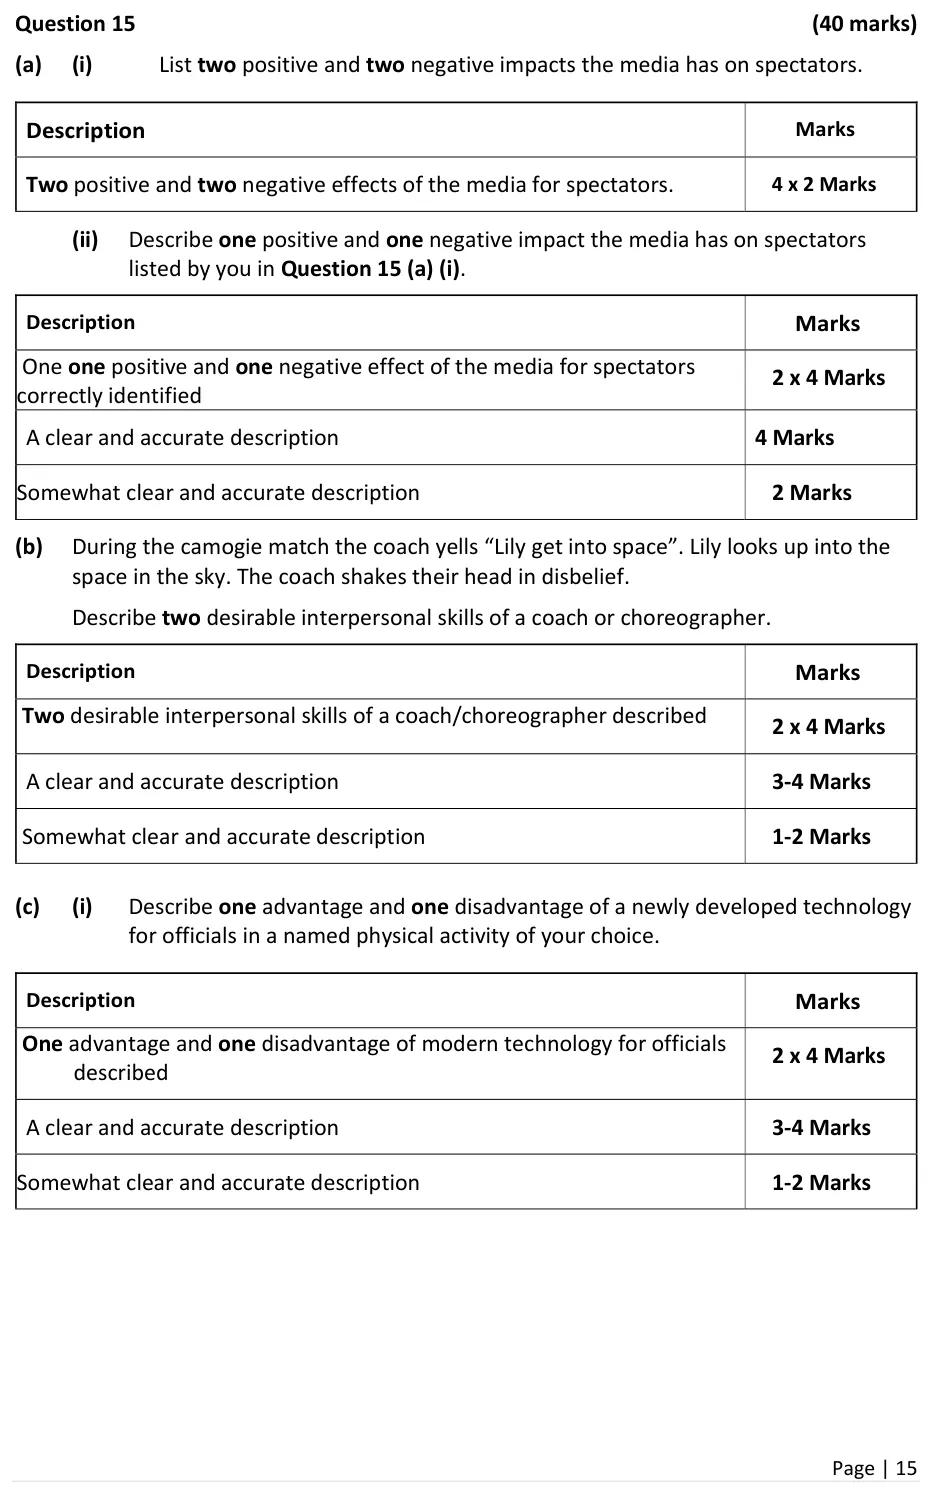 Question 15 (40 marks)
(a) (i) List two positive and two negative impacts the media has on spectators.
Description Marks
Two positive and two negative effects of the media for spectators. 4 x 2 Marks
(ii) Describe one positive and one negative impact the media has on spectators
listed by you in Question 15 (a) (i).
Description Marks
One one positive and one negative effect of the media for spectators
correctly identified 2 x 4 Marks
A clear and accurate description 4 Marks
Somewhat clear and accurate description 2 Marks
(b) During the camogie match the coach yells “Lily get into space”. Lily looks up into the
space in the sky. The coach shakes their head in disbelief.
Describe two desirable interpersonal skills of a coach or choreographer.
Description Marks
Two desirable interpersonal skills of a coach/choreographer described 2 x 4 Marks
A clear and accurate description 3-4 Marks
Somewhat clear and accurate description 1-2 Marks
(c) (i) Describe one advantage and one disadvantage of a newly developed technology
for officials in a named physical activity of your choice.
Description Marks
One advantage and one disadvantage of modern technology for officials
described 2 x 4 Marks
A clear and accurate description 3-4 Marks
Somewhat clear and accurate description 1-2 Marks
Page | 15